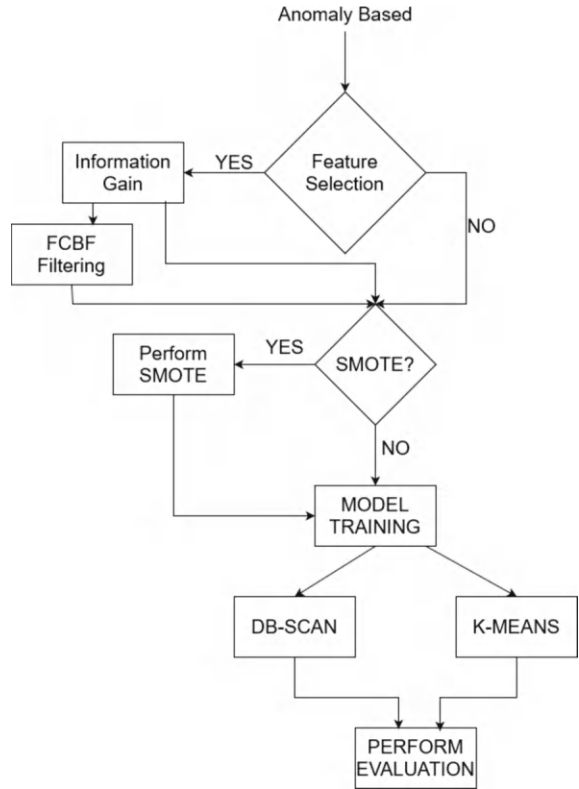 Anomaly Based
Feature
Selection
YES
Information
Gain
NO
FCBF
Filtering
SMOTE?
YES
Perform
SMOTE
NO
MODEL
TRAINING
DB-SCAN
K-MEANS
PERFORM
EVALUATION